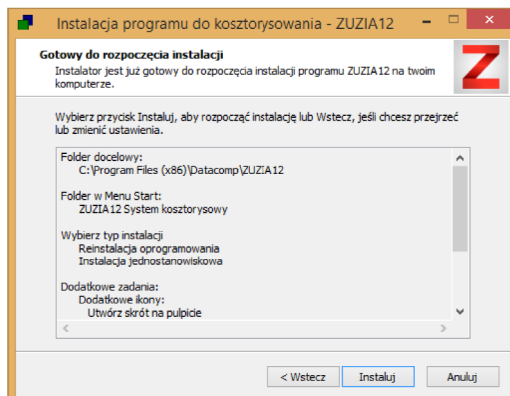 Instalacja programu do kosztorysowania - ZUZIA12
Gotowy do rozpoczęcia instalacji
Instalator jest już gotowy do rozpoczęcia instalacji programu ZUZIA12 na twoim
komputerze.
Z
Wybierz przycisk Instaluj, aby rozpocząć instalację lub Wstecz, jeśli chcesz przejrzeć
lub zmienić ustawienia.
Folder docelowy:
C:\Program Files (x86)\Datacomp\ZUZIA12
Folder w Menu Start:
ZUZIA12 System kosztorysowy
Wybierz typ instalacji
Reinstalacja oprogramowania
Instalacja jednostanowiskowa
Dodatkowe zadania:
Dodatkowe ikony:
Utwórz skrót na pulpicie
< Wstecz Instaluj Anuluj